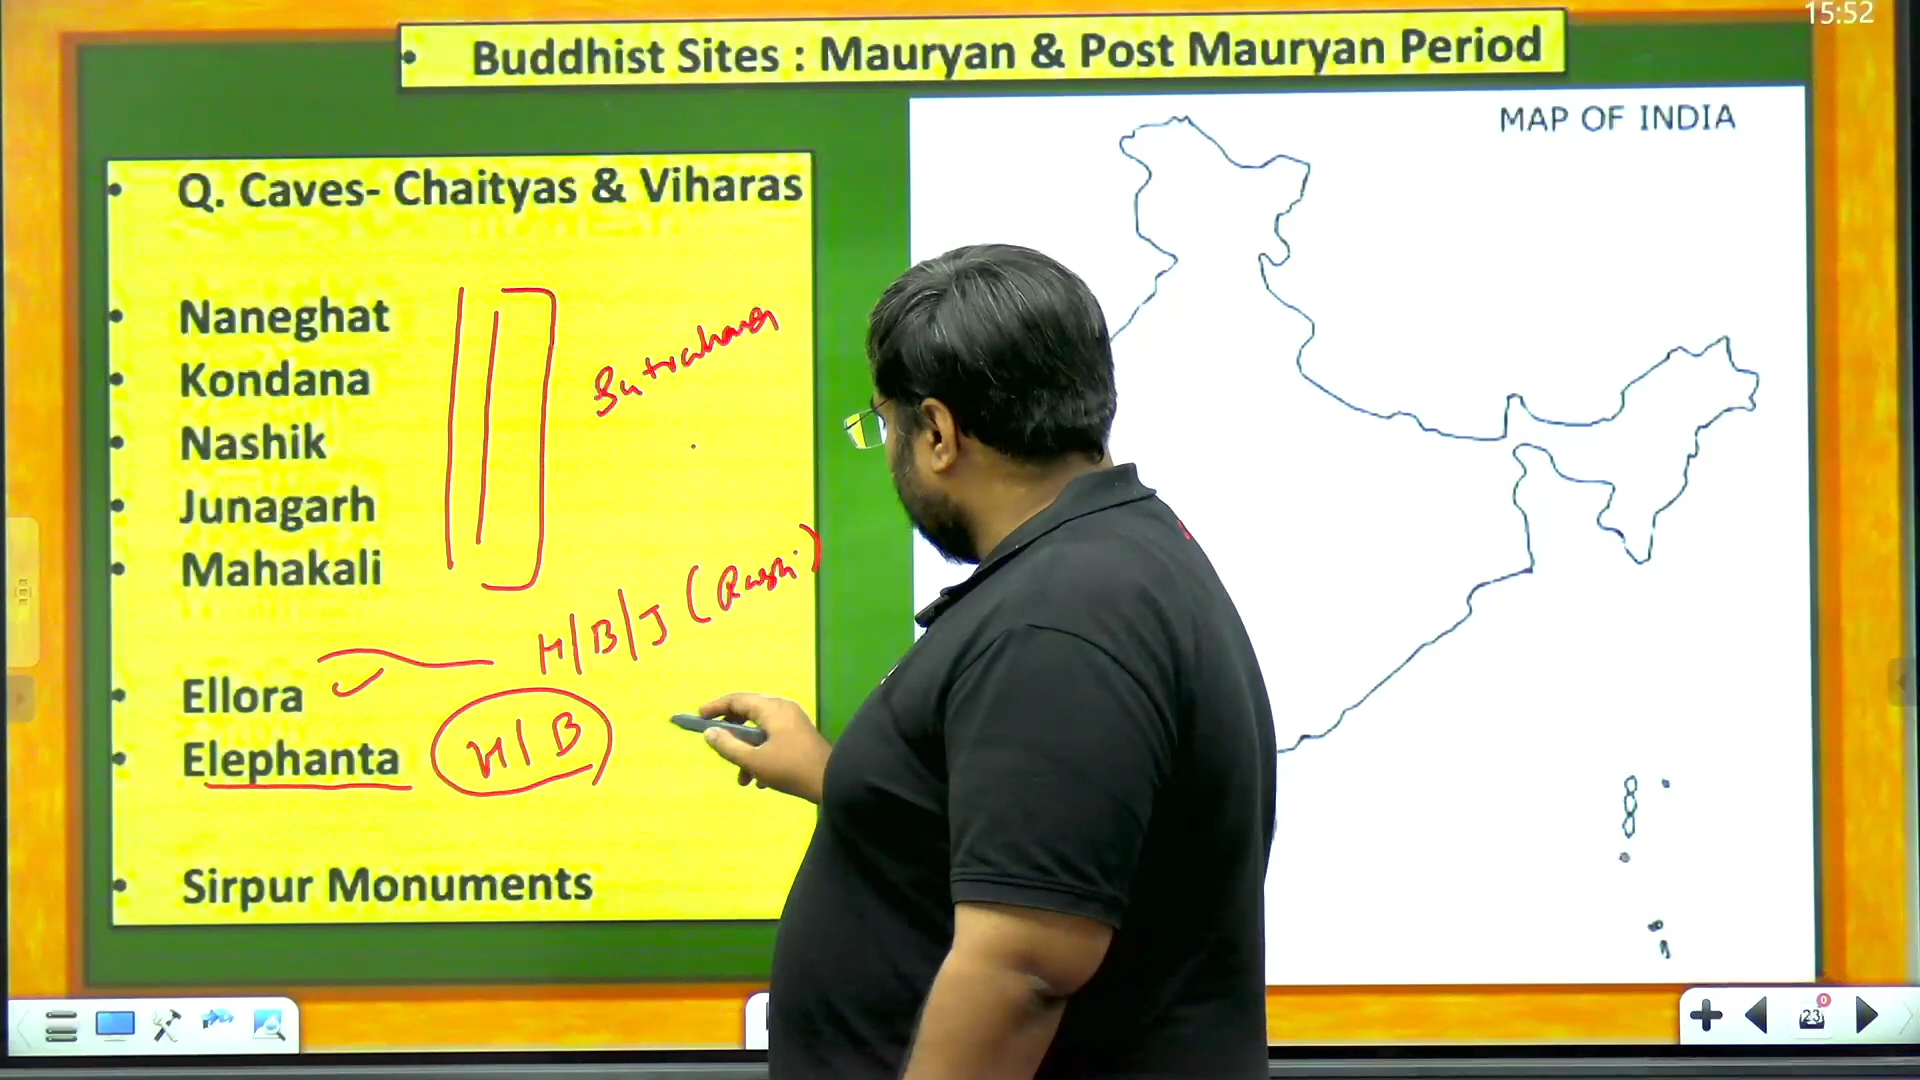 15:52
• Buddhist Sites : Mauryan & Post Mauryan Period
MAP OF INDIA
• Q. Caves- Chaityas & Viharas
• Naneghat
• Kondana
• Nashik
• Junagarh
• Mahakali
H/B/J (
• Ellora
• Elephanta H/B
• Sirpur Monuments
0
23